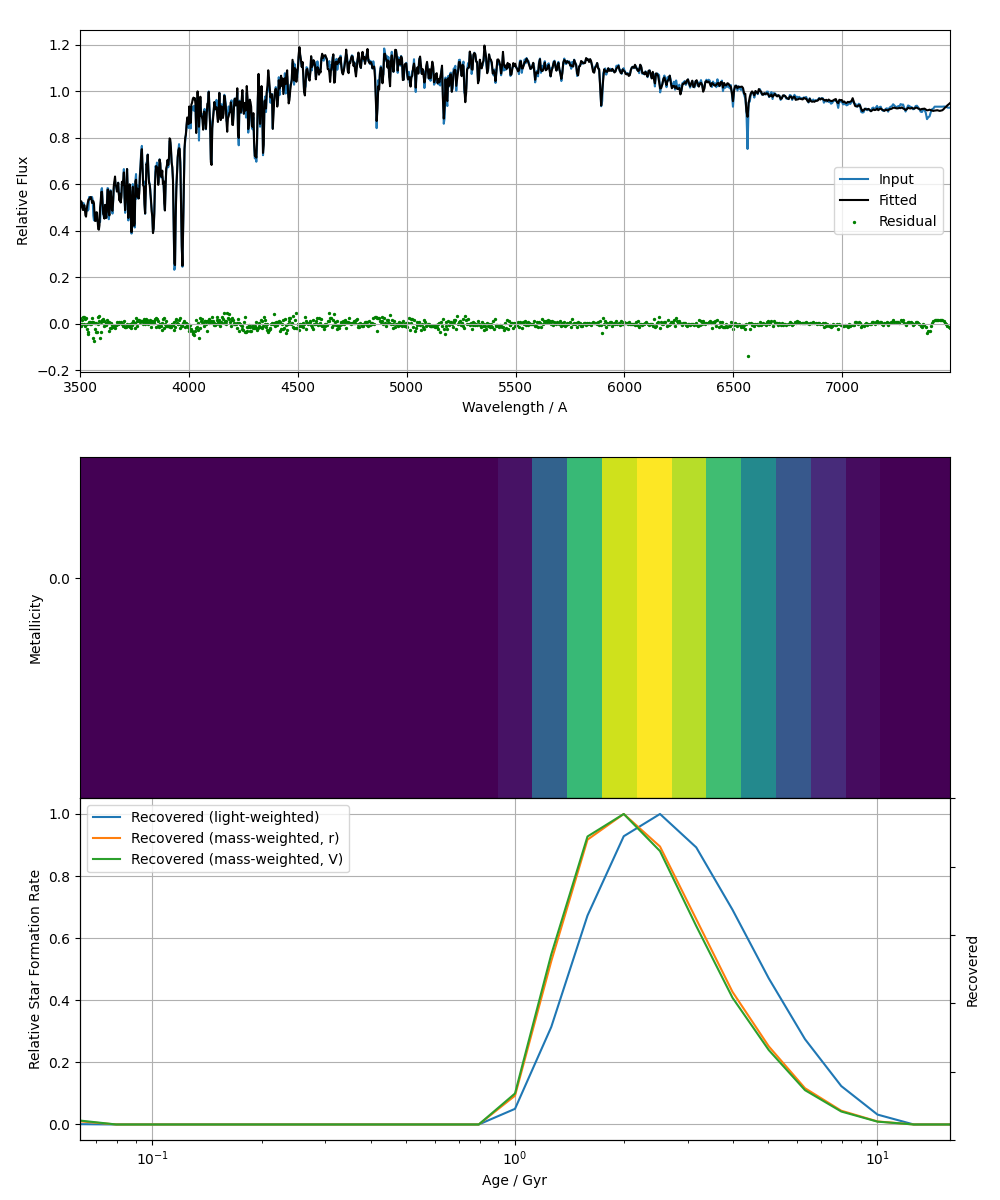 1.2
1.0
0.8
0.6
0.4
0.2
0.0
−0.2
Relative Flux
Input
Fitted
Residual
3500 4000 4500 5000 5500 6000 6500 7000
Wavelength / A
0.0
Metallicity
1.0
0.8
0.6
0.4
0.2
0.0
Relative Star Formation Rate
Recovered (light-weighted)
Recovered (mass-weighted, r)
Recovered (mass-weighted, V)
Recovered
10⁻¹ 10⁰ 10¹
Age / Gyr